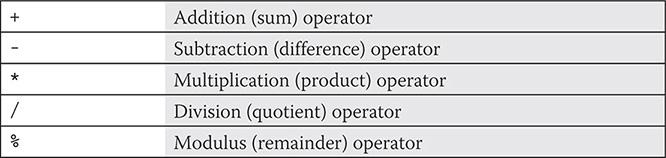 + Addition (sum) operator
- Subtraction (difference) operator
* Multiplication (product) operator
/ Division (quotient) operator
% Modulus (remainder) operator